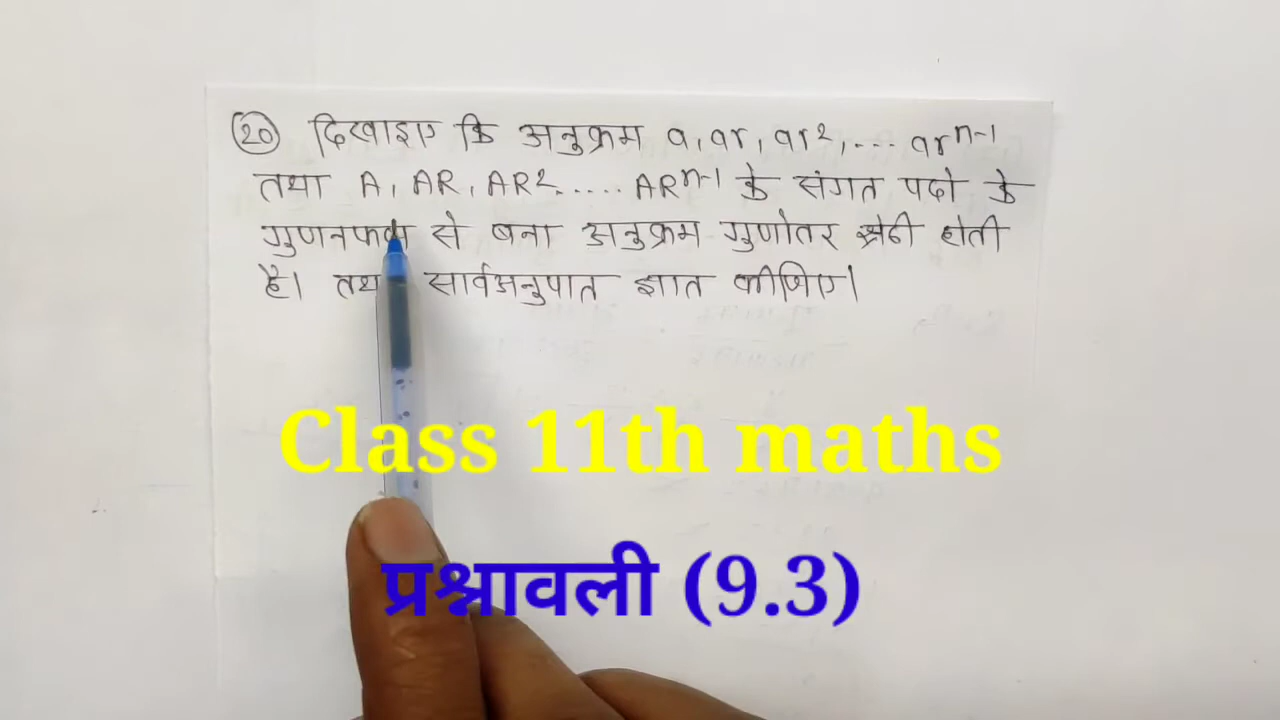 (20) दिखाइए कि अनुक्रम a, ar, ar², ... arⁿ⁻¹
तथा A, AR, AR²..... ARⁿ⁻¹ के संगत पदो के
गुणनफल से बना अनुक्रम गुणोतर श्रेढी होती
है। तथा सार्वअनुपात ज्ञात कीजिए।
Class 11th maths
प्रश्नावली (9.3)